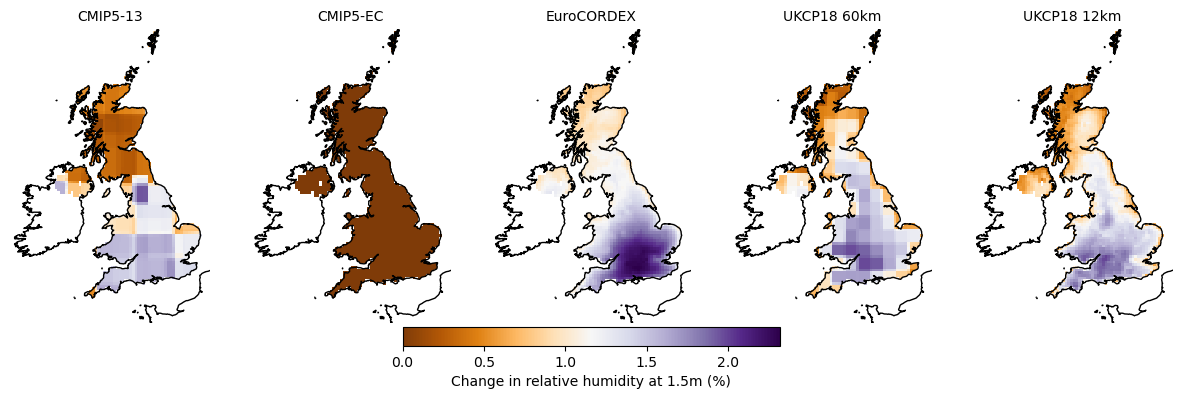 CMIP5-13 CMIP5-EC EuroCORDEX UKCP18 60km UKCP18 12km
0.0 0.5 1.0 1.5 2.0
Change in relative humidity at 1.5m (%)